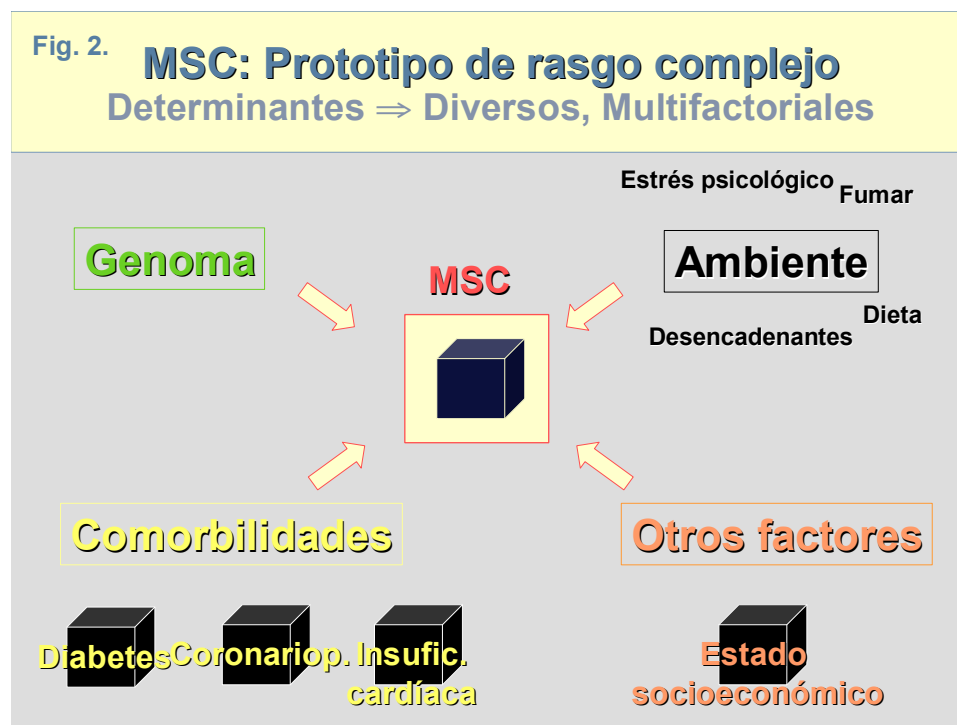 Fig. 2.
MSC: Prototipo de rasgo complejo
Determinantes ⇒ Diversos, Multifactoriales
Estrés psicológico
Fumar
Genoma
MSC
Ambiente
Dieta
Desencadenantes
Comorbilidades
Otros factores
Diabetes
Coronariop.
Insufic.
cardíaca
Estado
socioeconómico